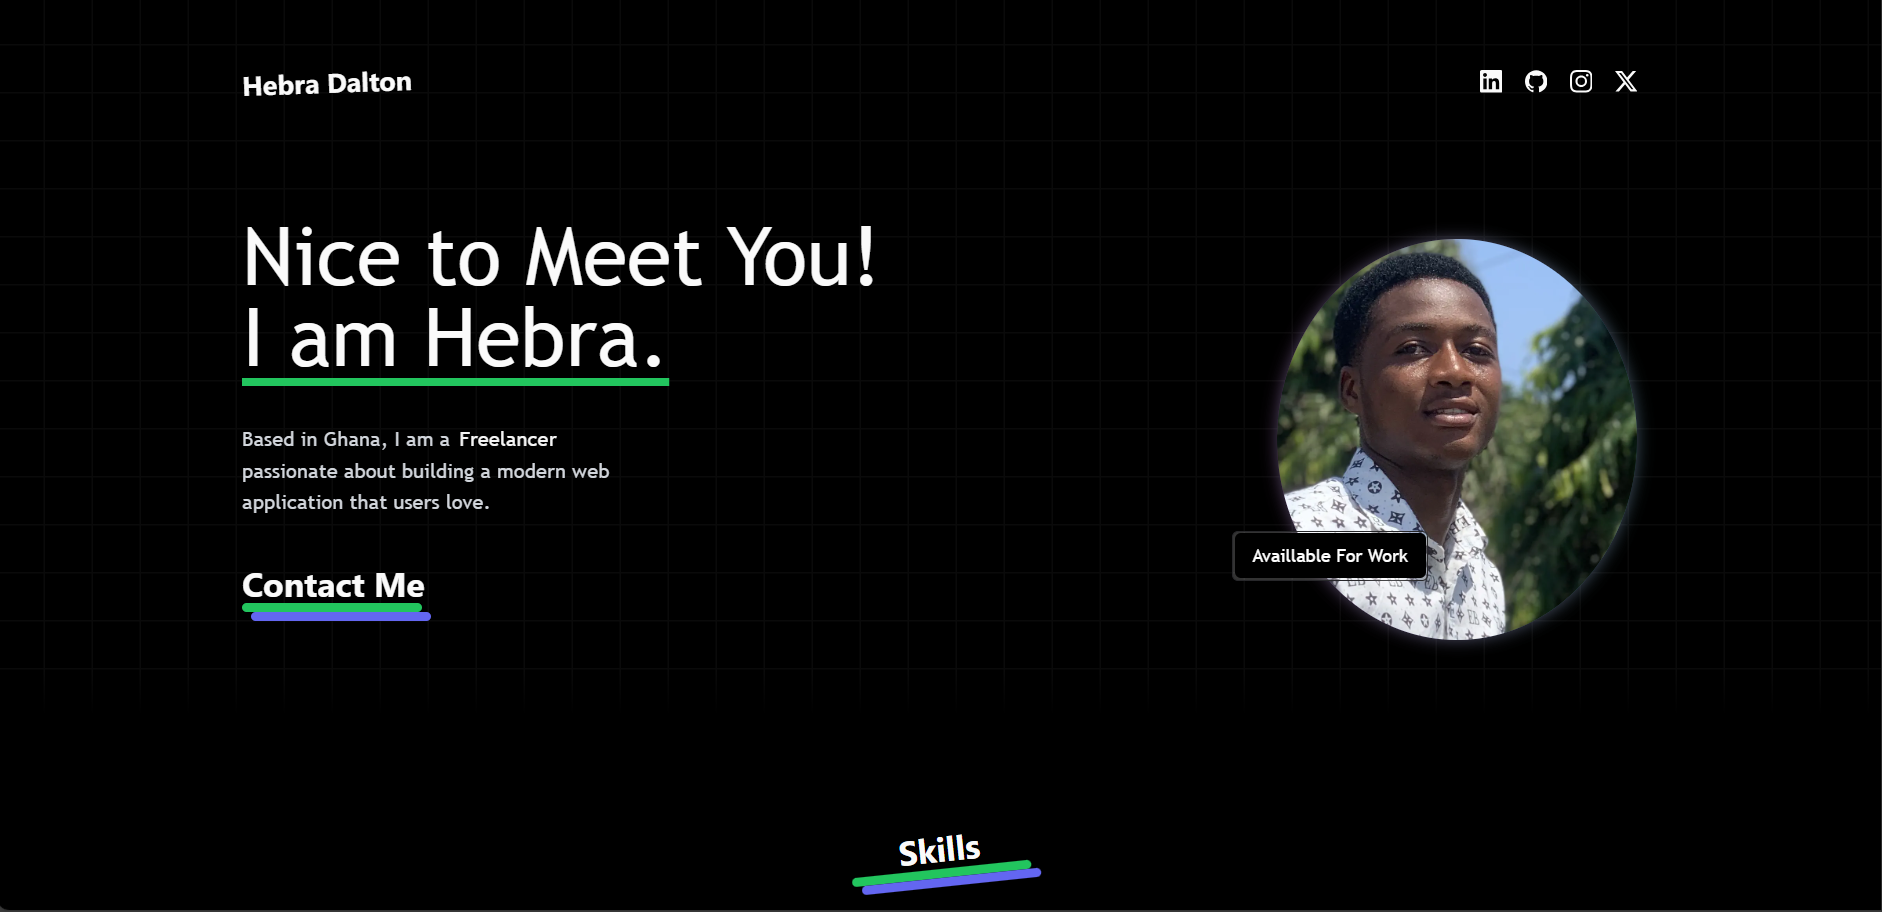 Hebra Dalton
Nice to Meet You!
I am Hebra.
Based in Ghana, I am a Freelancer
passionate about building a modern web
application that users love.
Contact Me
Availlable For Work
Skills